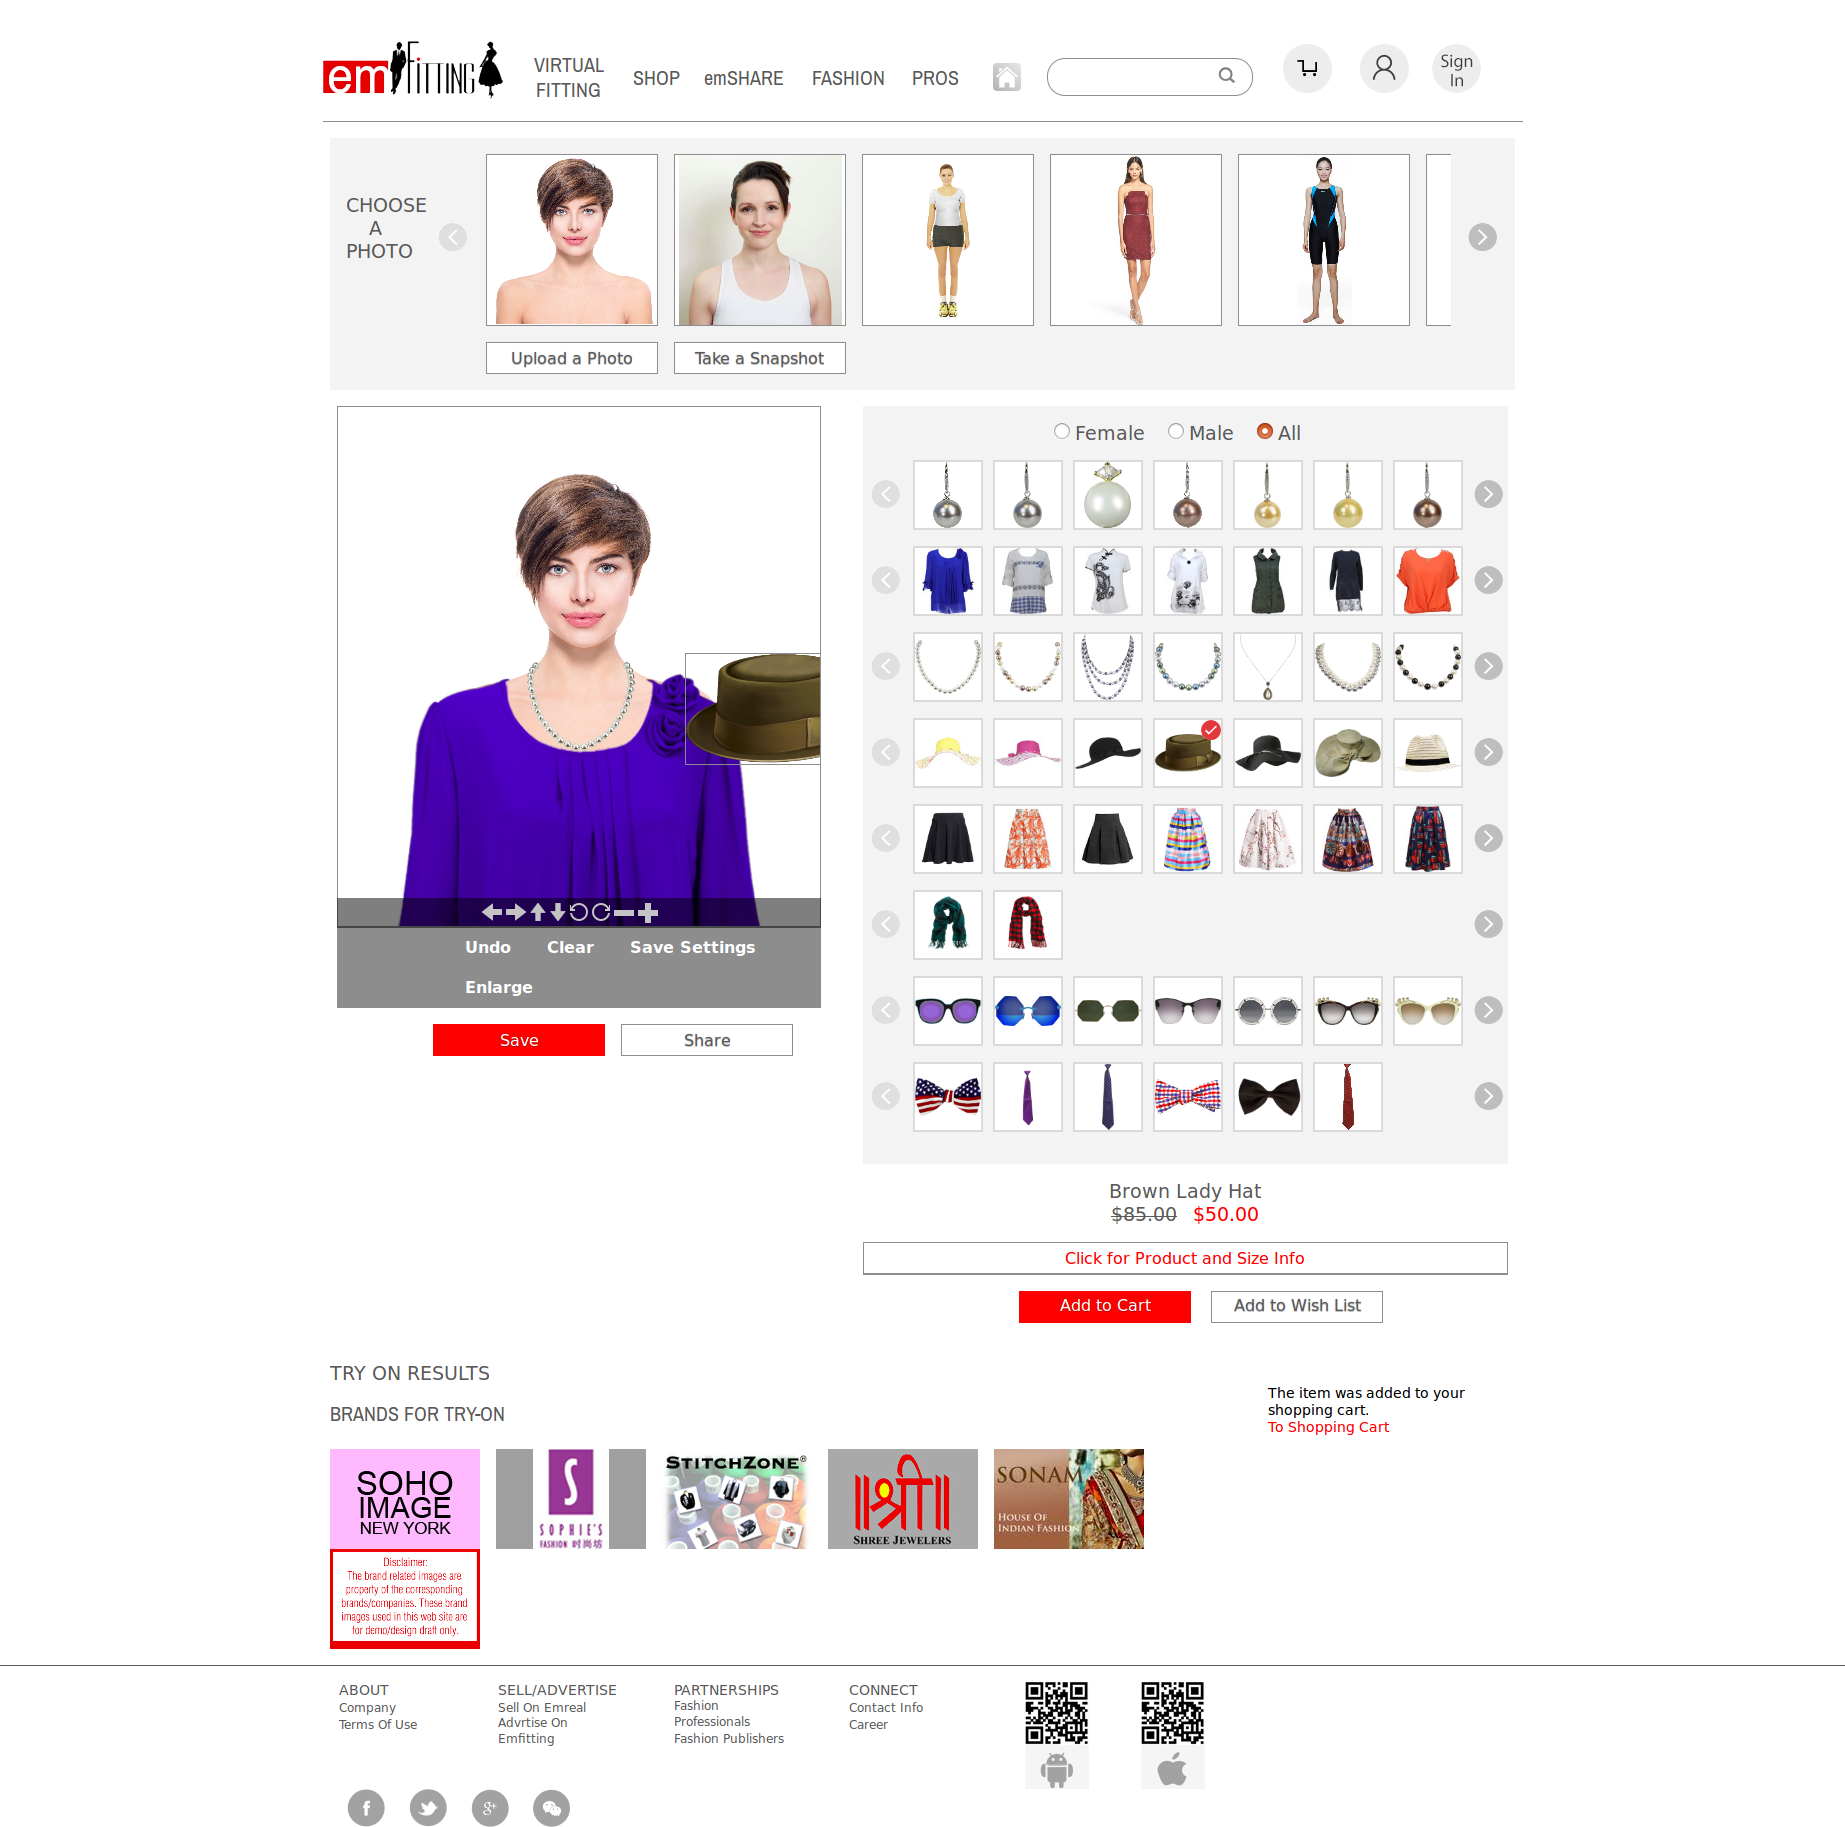 em FITTING
VIRTUAL
FITTING
SHOP
emSHARE
FASHION
PROS
Sign
In
CHOOSE
A
PHOTO
Upload a Photo
Take a Snapshot
Female
Male
All
Undo
Clear
Save Settings
Enlarge
Save
Share
Brown Lady Hat
$85.00 $50.00
Click for Product and Size Info
Add to Cart
Add to Wish List
TRY ON RESULTS
The item was added to your
shopping cart.
To Shopping Cart
BRANDS FOR TRY-ON
SOHO
IMAGE
NEW YORK
S
SOPHIE'S
FASHION 时尚坊
STITCHZONE®
श्री
SHREE JEWELERS
SONAM
HOUSE OF
INDIAN FASHION
Disclaimer:
The brand related images are
property of the corresponding
brands/companies. These brand
images used in this web site are
for demo/design draft only.
ABOUT
Company
Terms Of Use
SELL/ADVERTISE
Sell On Emreal
Advrtise On
Emfitting
PARTNERSHIPS
Fashion
Professionals
Fashion Publishers
CONNECT
Contact Info
Career
f
g+